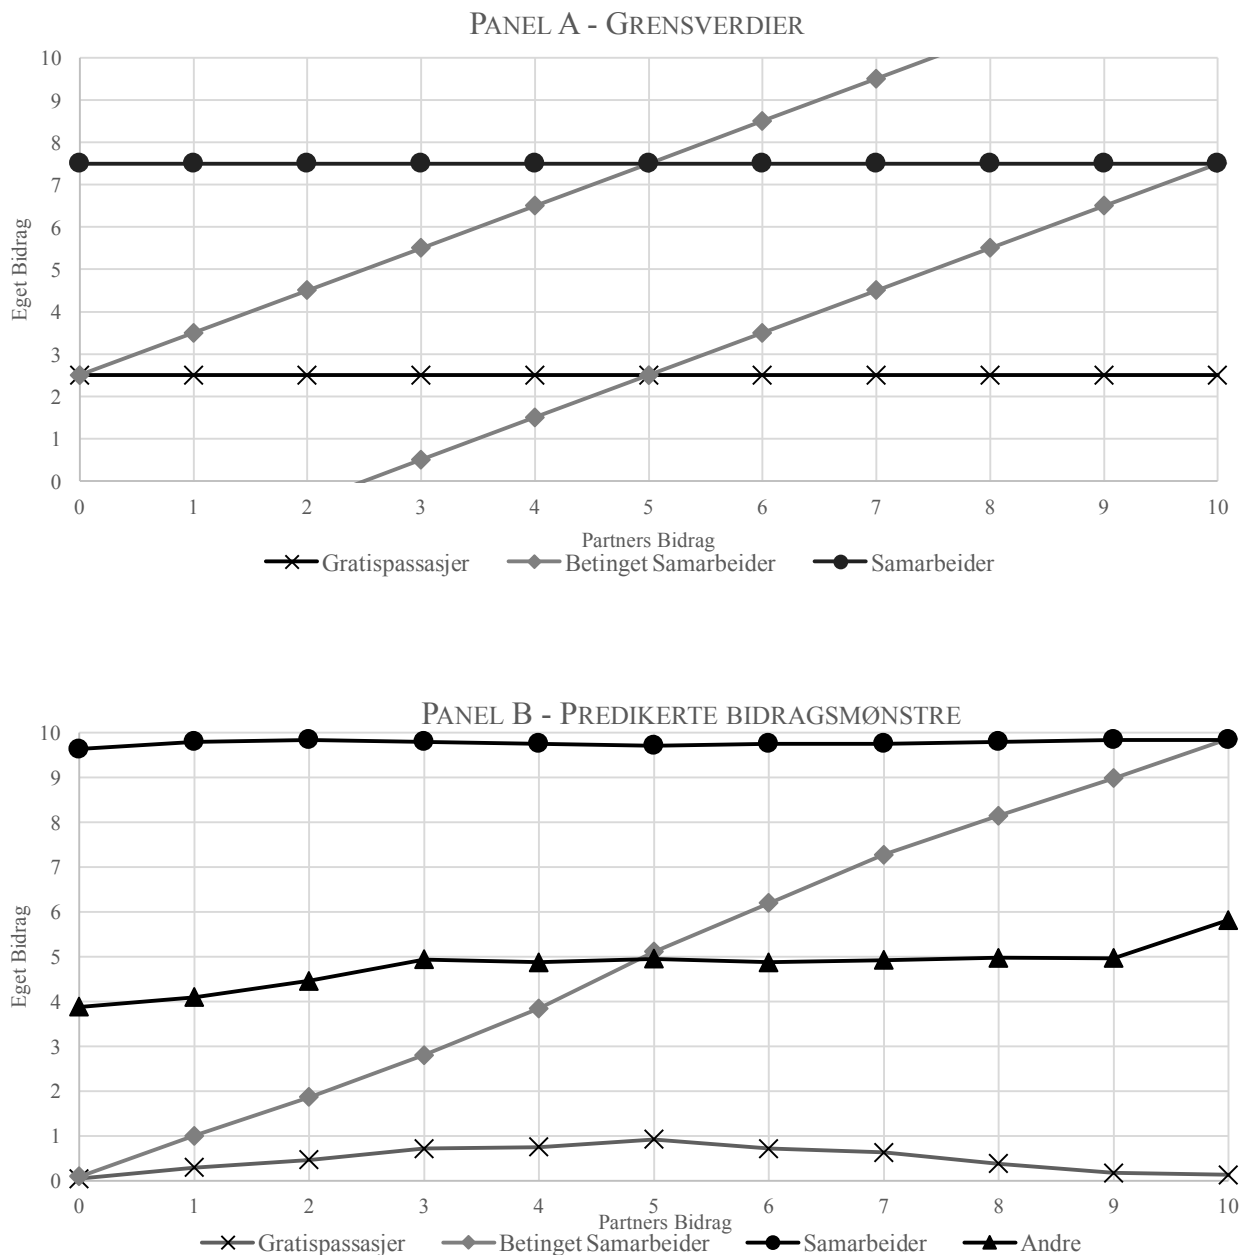 PANEL A - GRENSVERDIER
10
9
8
7
6
5
4
3
2
1
0
Eget Bidrag
0 1 2 3 4 5 6 7 8 9 10
Partners Bidrag
Gratispassasjer Betinget Samarbeider Samarbeider
PANEL B - PREDIKERTE BIDRAGSMØNSTRE
10
9
8
7
6
5
4
3
2
1
0
Eget Bidrag
0 1 2 3 4 5 6 7 8 9 10
Partners Bidrag
Gratispassasjer Betinget Samarbeider Samarbeider Andre